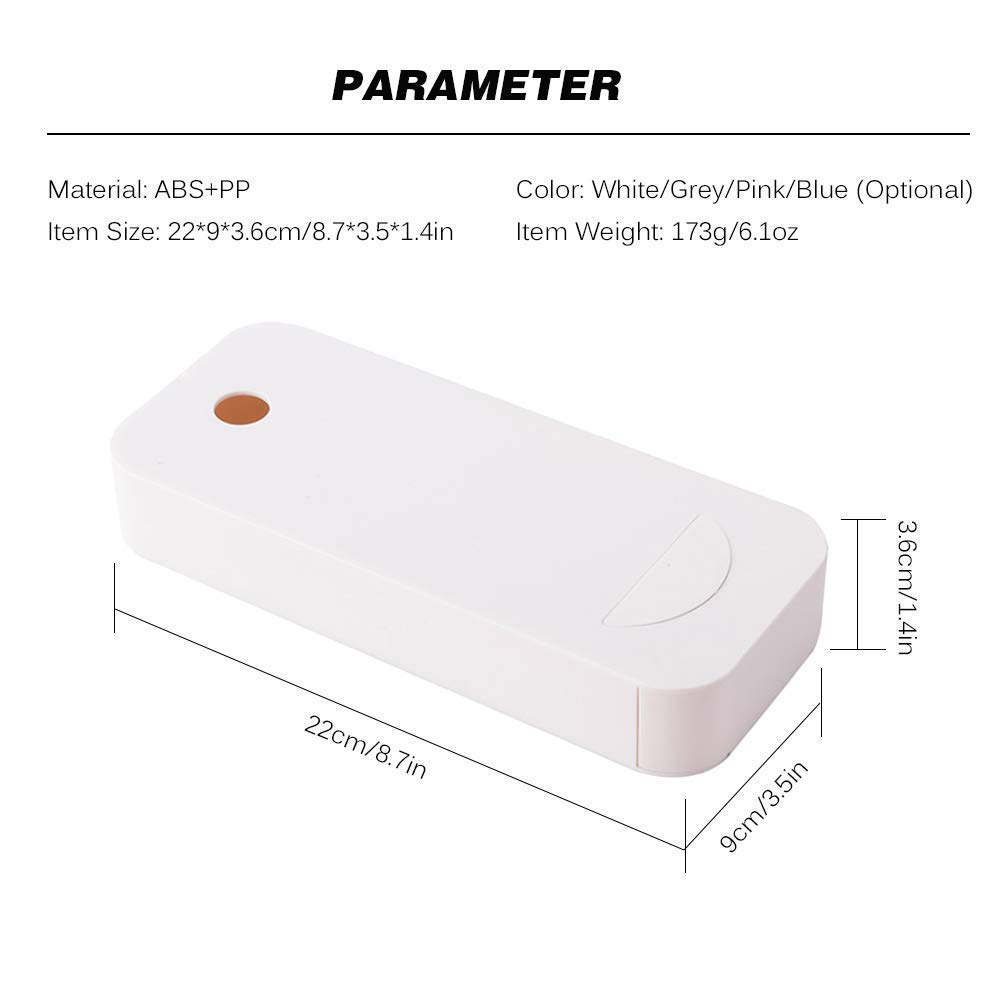 PARAMETER
Material: ABS+PP
Color: White/Grey/Pink/Blue (Optional)
Item Size: 22*9*3.6cm/8.7*3.5*1.4in
Item Weight: 173g/6.1oz
3.6cm/1.4in
22cm/8.7in
9cm/3.5in